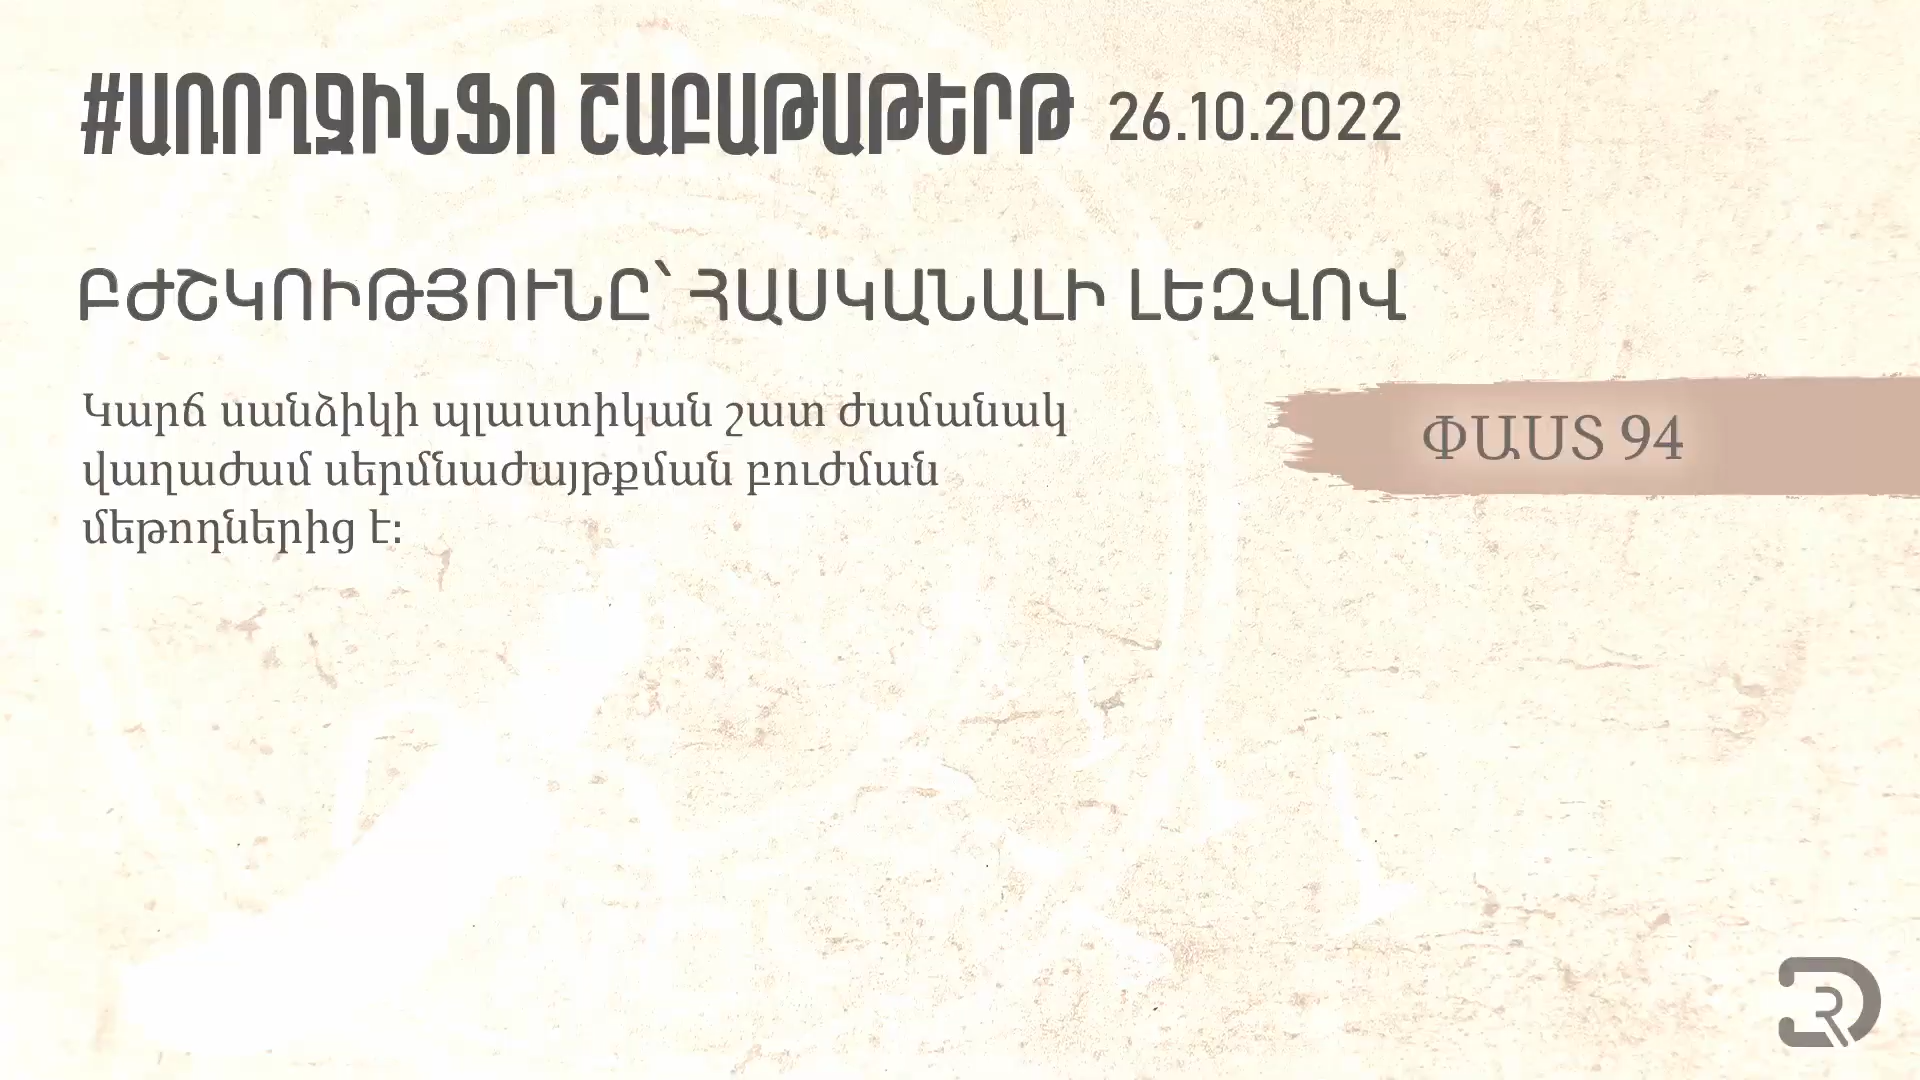 #ԱՌՈՂՋԻՆՖՈ ՇԱԲԱԹԱԹԵՐԹ 26.10.2022
ԲԺՇԿՈՒԹՅՈՒՆԸ՝ ՀԱՍԿԱՆԱԼԻ ԼԵԶՎՈՎ
Կարճ սանձիկի պլաստիկան շատ ժամանակ
վաղաժամ սերմնաժայթքման բուժման
մեթոդներից է:
ՓԱՍՏ 94